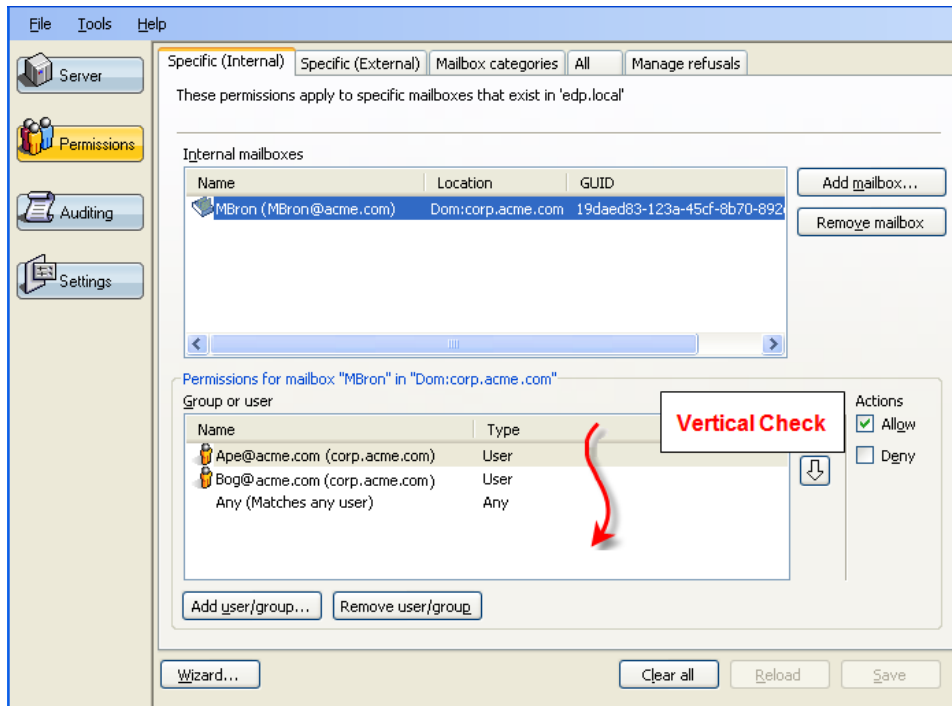 File Tools Help
Server
Permissions
Auditing
Settings
Specific (Internal) Specific (External) Mailbox categories All Manage refusals
These permissions apply to specific mailboxes that exist in 'edp.local'
Internal mailboxes
Name Location GUID
MBron (MBron@acme.com) Dom:corp.acme.com 19daed83-123a-45cf-8b70-892
Add mailbox...
Remove mailbox
Permissions for mailbox "MBron" in "Dom:corp.acme.com"
Group or user
Name Type
Ape@acme.com (corp.acme.com) User
Bog@acme.com (corp.acme.com) User
Any (Matches any user) Any
Vertical Check
Actions
Allow
Deny
Add user/group... Remove user/group
Wizard... Clear all Reload Save